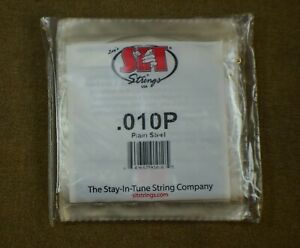 SIT
Strings
USA
.010P
Plain Steel
The Stay-In-Tune String Company
sitstrings.com